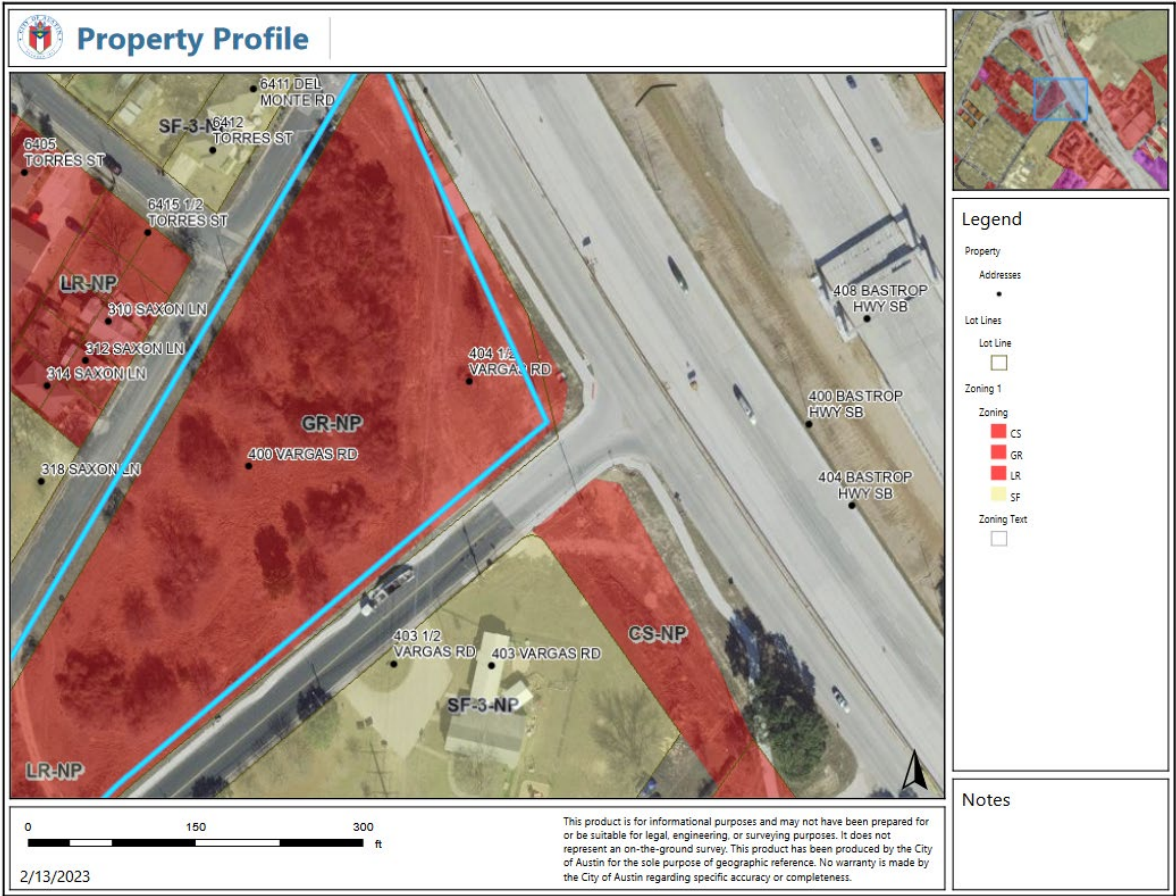 CITY OF AUSTIN
Property Profile
6411 DEL
MONTE RD
SF-3-N
6412
TORRES ST
6405
TORRES ST
6415 1/2
TORRES ST
LR-NP
310 SAXON LN
312 SAXON LN
314 SAXON LN
318 SAXON LN
404 1/2
VARGAS RD
GR-NP
400 VARGAS RD
408 BASTROP
HWY SB
400 BASTROP
HWY SB
404 BASTROP
HWY SB
CS-NP
403 1/2
VARGAS RD
403 VARGAS RD
SF-3-NP
LR-NP
Legend
Property
Addresses
Lot Lines
Lot Line
Zoning 1
Zoning
CS
GR
LR
SF
Zoning Text
Notes
0 150 300
ft
2/13/2023
This product is for informational purposes and may not have been prepared for
or be suitable for legal, engineering, or surveying purposes. It does not
represent an on-the-ground survey. This product has been produced by the City
of Austin for the sole purpose of geographic reference. No warranty is made by
the City of Austin regarding specific accuracy or completeness.